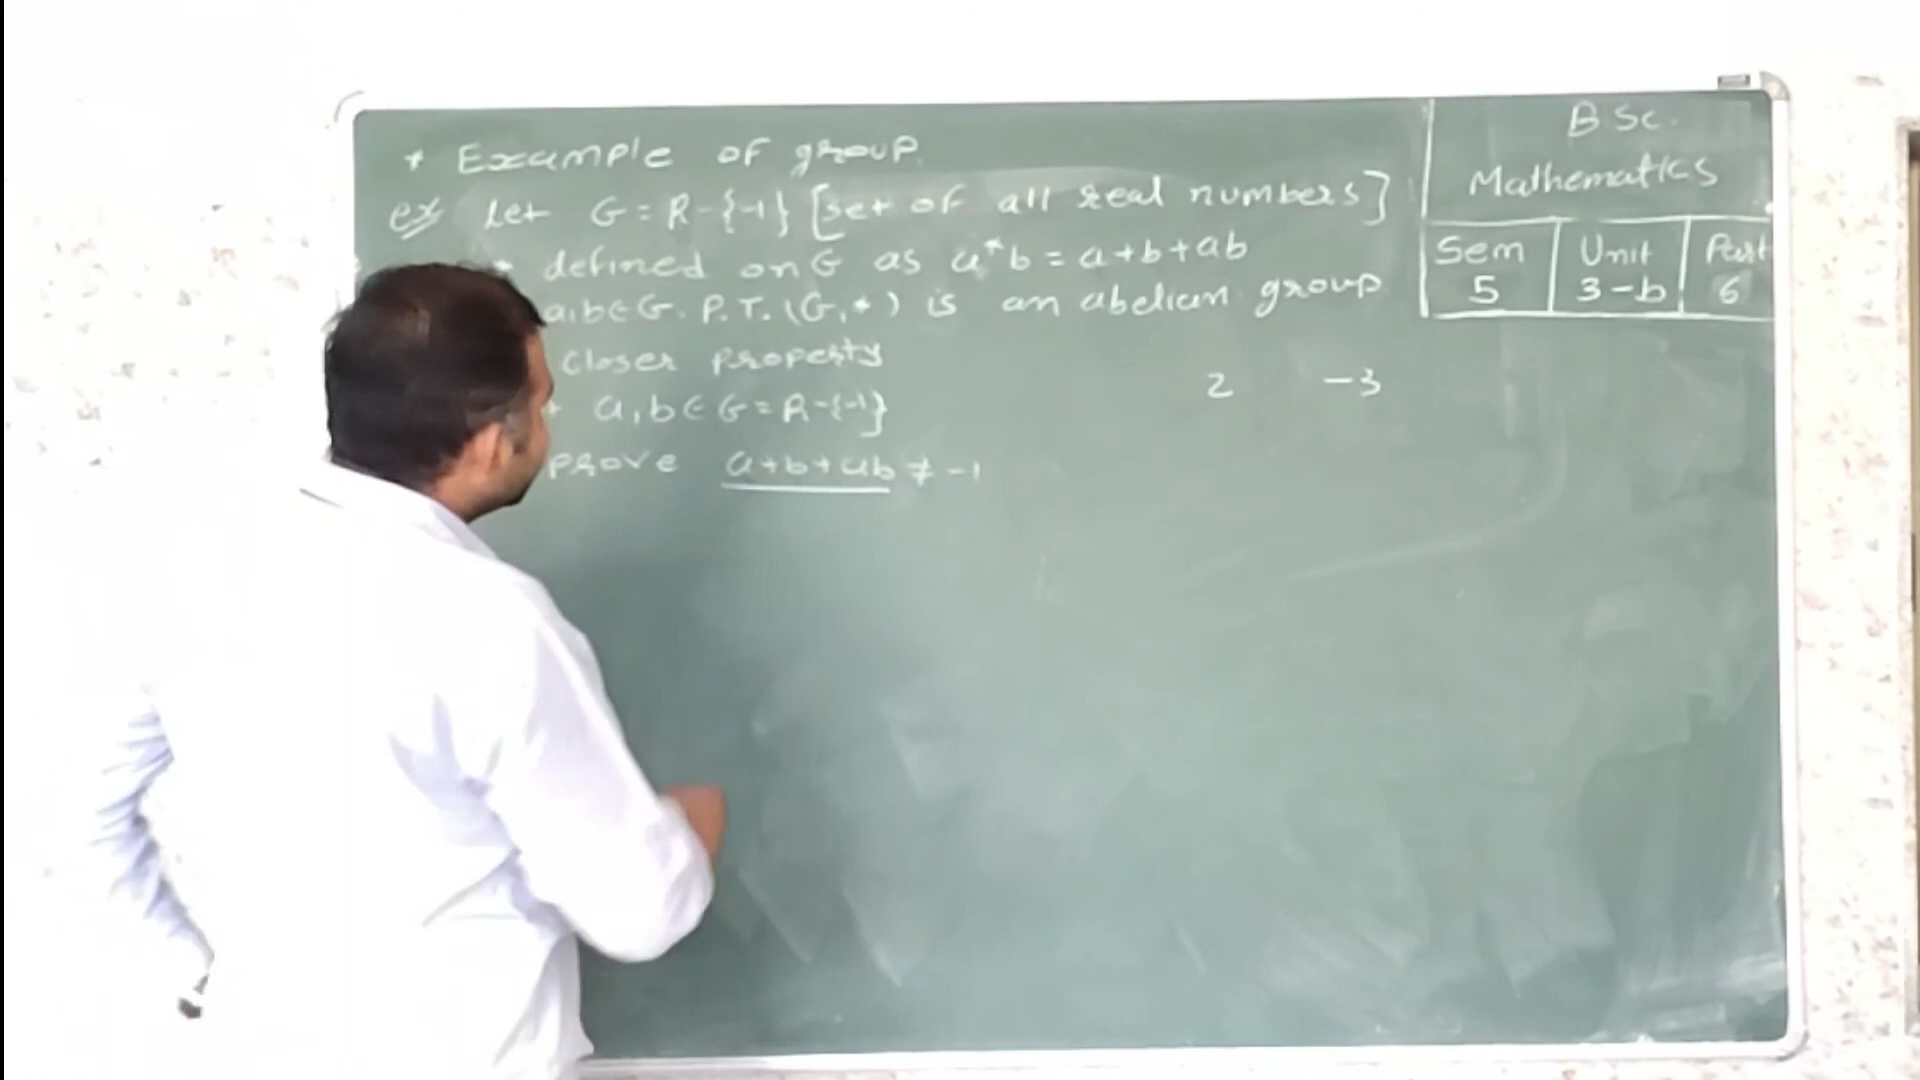 * Example of group.
ex Let G = R-{-1} [set of all real numbers]
* defined on G as a*b = a+b+ab
a,b∈G. P.T. (G,*) is an abelian group
Closer property
a,b∈G = R-{-1}
prove a+b+ab ≠ -1
2 -3
B Sc.
Mathematics
Sem Unit Part
5 3-b 6